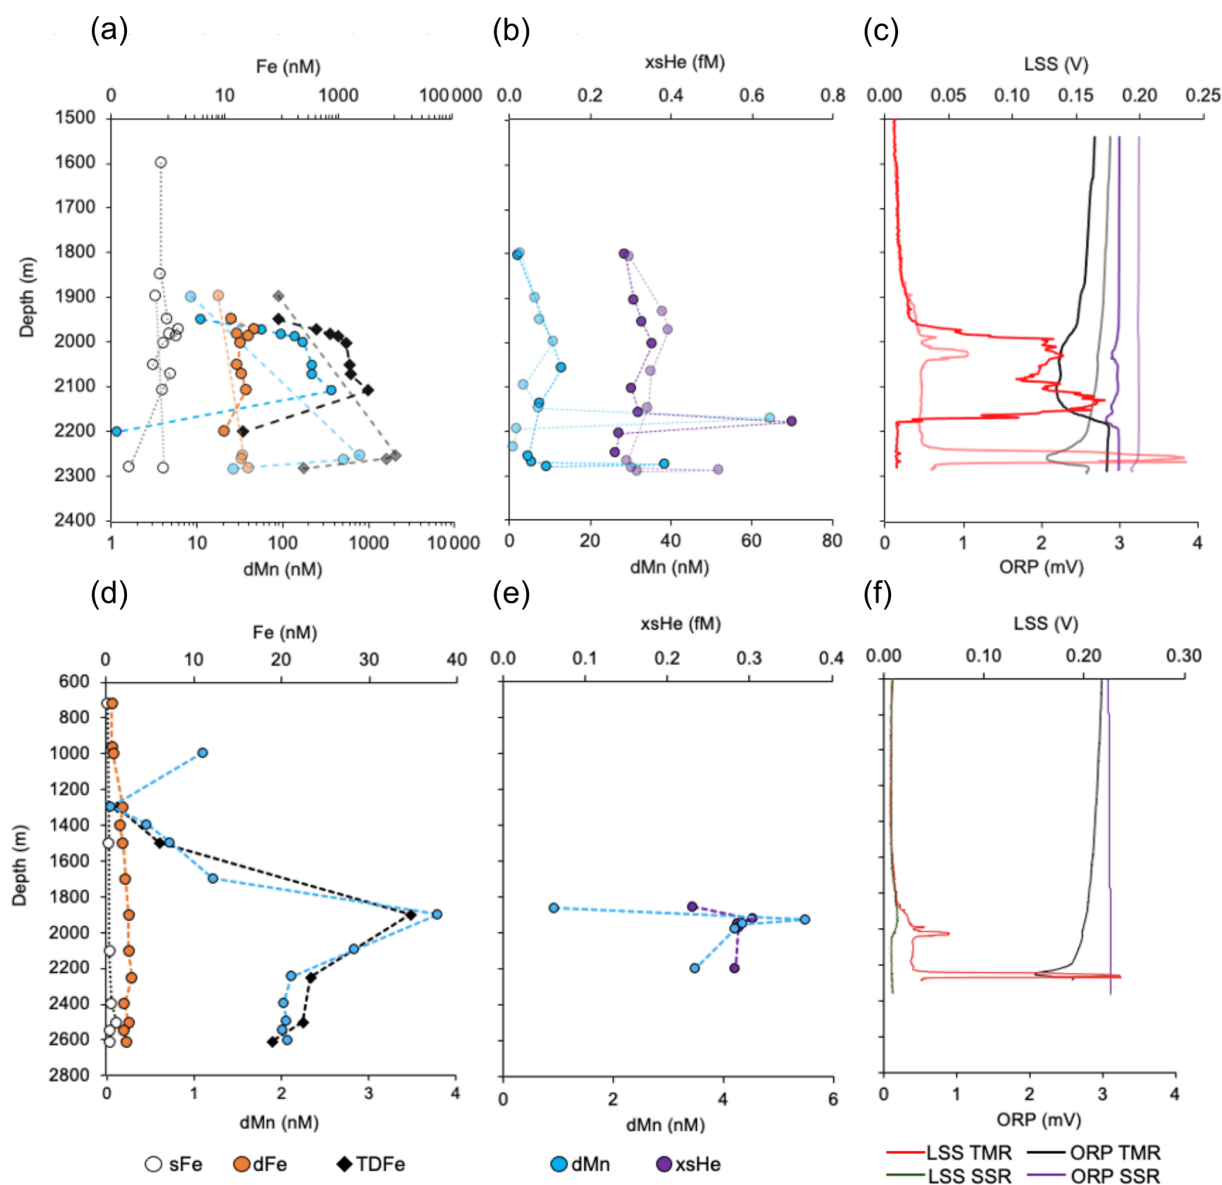 (a) (b) (c)
Fe (nM) xsHe (fM) LSS (V)
0 10 1000 100 000 0.0 0.2 0.4 0.6 0.8 0.00 0.05 0.10 0.15 0.20 0.25
1500
1600
1700
1800
1900
2000
2100
2200
2300
2400
Depth (m)
1 10 100 1000 10 000 0 20 40 60 80 0 1 2 3 4
dMn (nM) dMn (nM) ORP (mV)
(d) (e) (f)
Fe (nM) xsHe (fM) LSS (V)
0 10 20 30 40 0.0 0.1 0.2 0.3 0.4 0.00 0.10 0.20 0.30
600
800
1000
1200
1400
1600
1800
2000
2200
2400
2600
2800
Depth (m)
0 1 2 3 4 0 2 4 6 0 1 2 3 4
dMn (nM) dMn (nM) ORP (mV)
sFe dFe TDFe dMn xsHe LSS TMR ORP TMR
LSS SSR ORP SSR